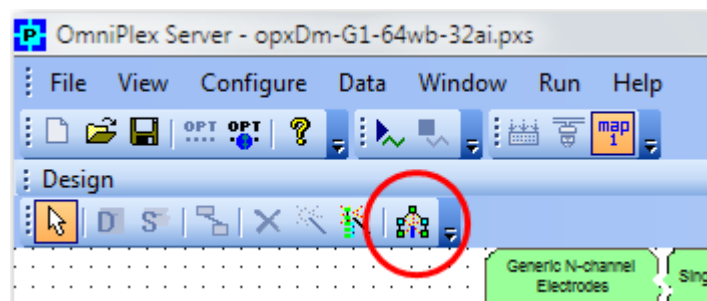 P OmniPlex Server - opxDm-G1-64wb-32ai.pxs
File View Configure Data Window Run Help
OPT OPT ? map 1
Design
D S
Generic N-channel Electrodes
Sing